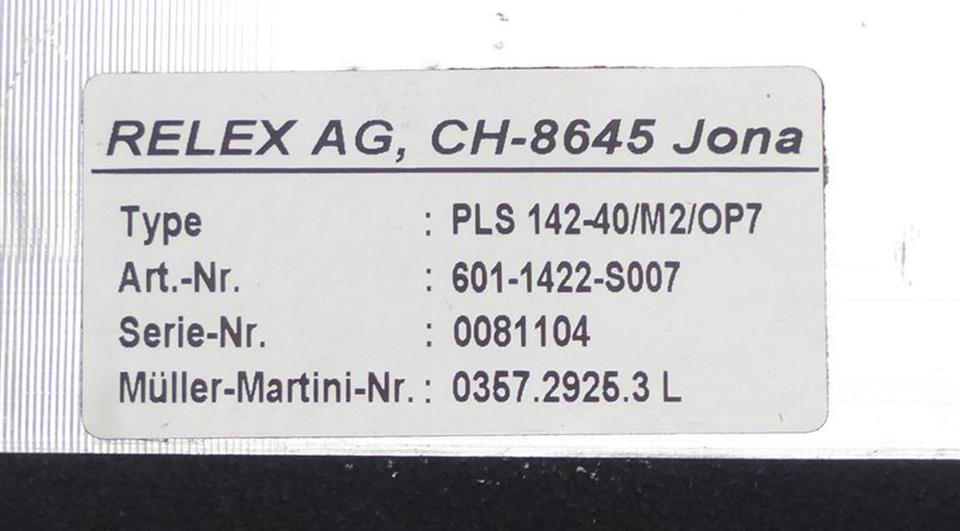 RELEX AG, CH-8645 Jona
Type : PLS 142-40/M2/OP7
Art.-Nr. : 601-1422-S007
Serie-Nr. : 0081104
Müller-Martini-Nr. : 0357.2925.3 L